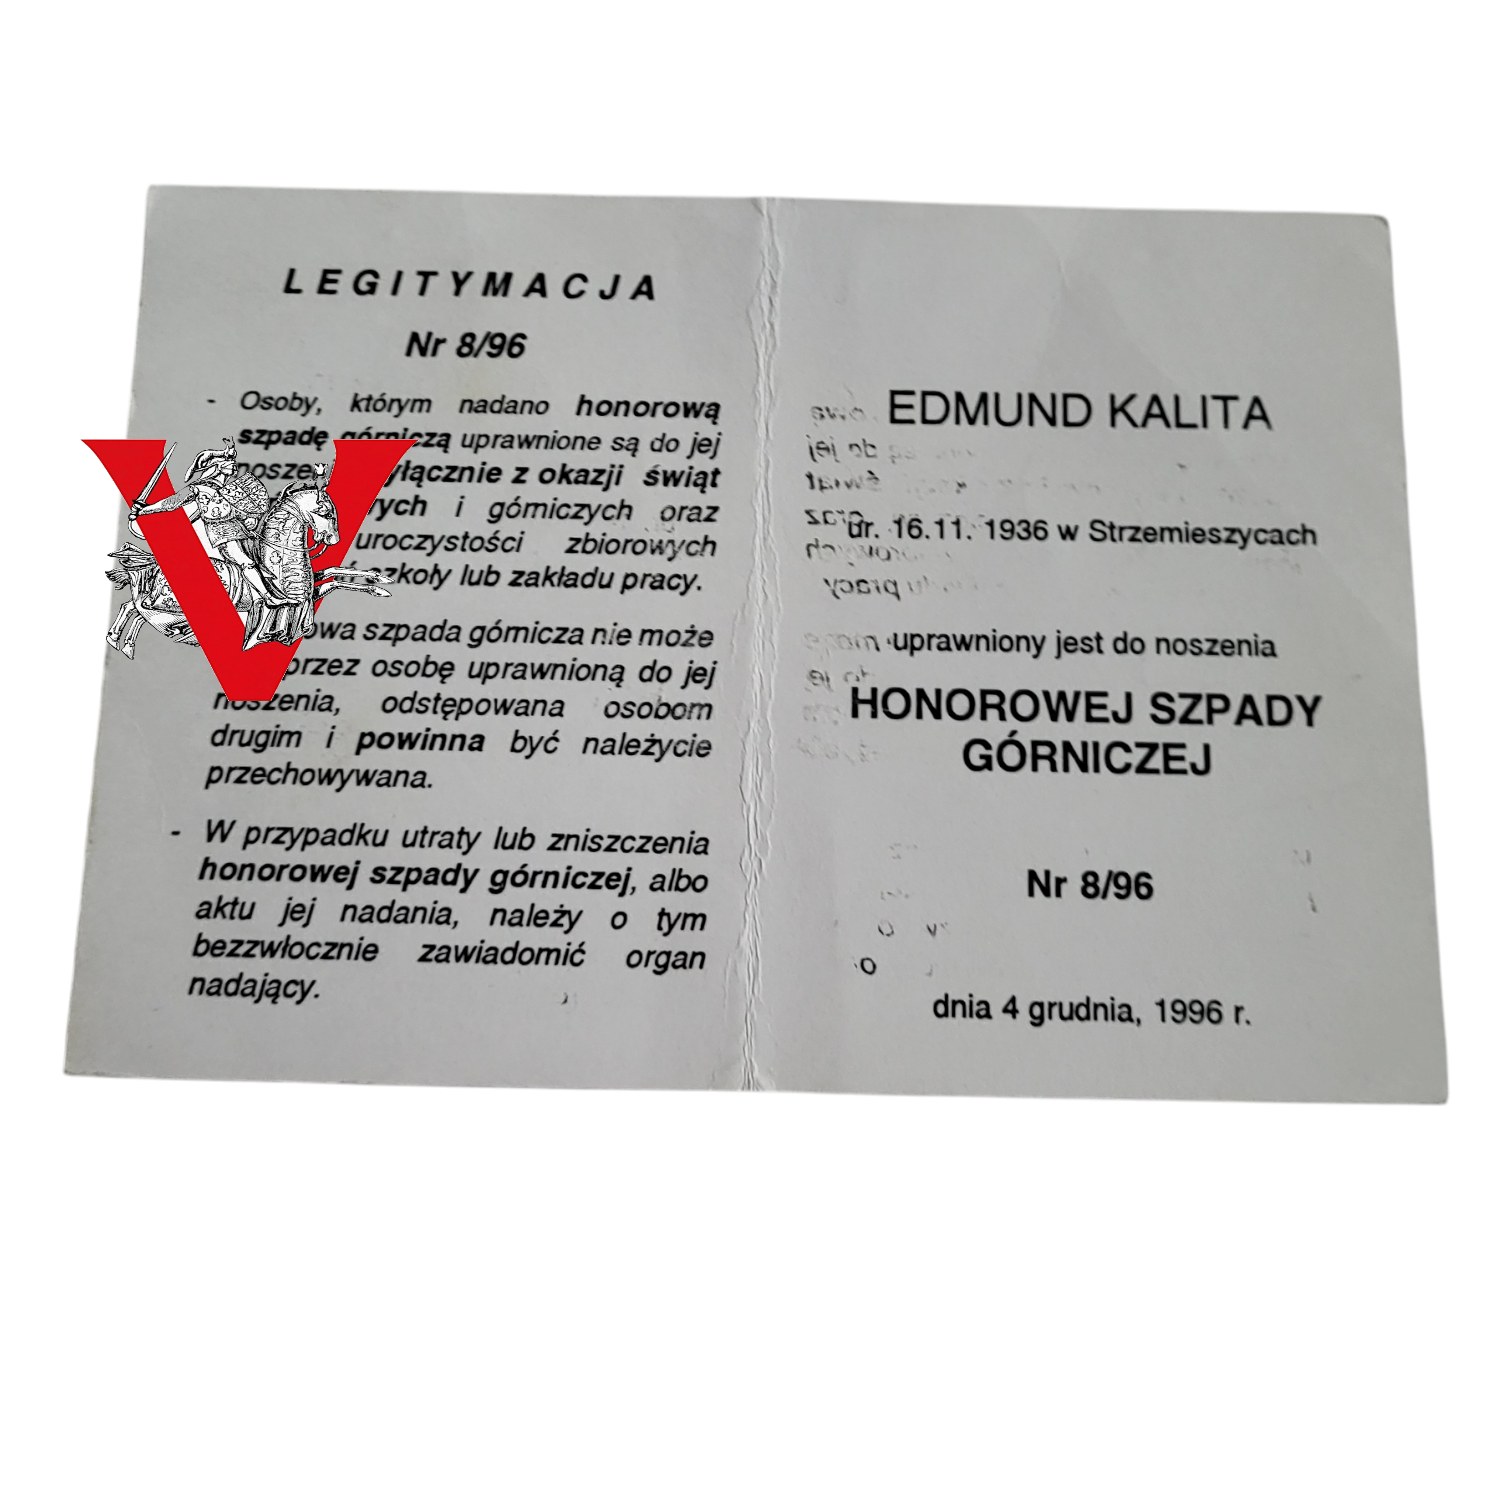 LEGITYMACJA
Nr 8/96
- Osoby, którym nadano honorową
szpadę górniczą uprawnione są do jej
wyłącznie z okazji świąt
i górniczych oraz
uroczystości zbiorowych
szkoły lub zakładu pracy.
szpada górnicza nie może
przez osobę uprawnioną do jej
noszenia, odstępowana osobom
drugim i powinna być należycie
przechowywana.
- W przypadku utraty lub zniszczenia
honorowej szpady górniczej, albo
aktu jej nadania, należy o tym
bezzwłocznie zawiadomić organ
nadający.
V
EDMUND KALITA
ur. 16.11. 1936 w Strzemieszycach
uprawniony jest do noszenia
HONOROWEJ SZPADY
GÓRNICZEJ
Nr 8/96
dnia 4 grudnia, 1996 r.